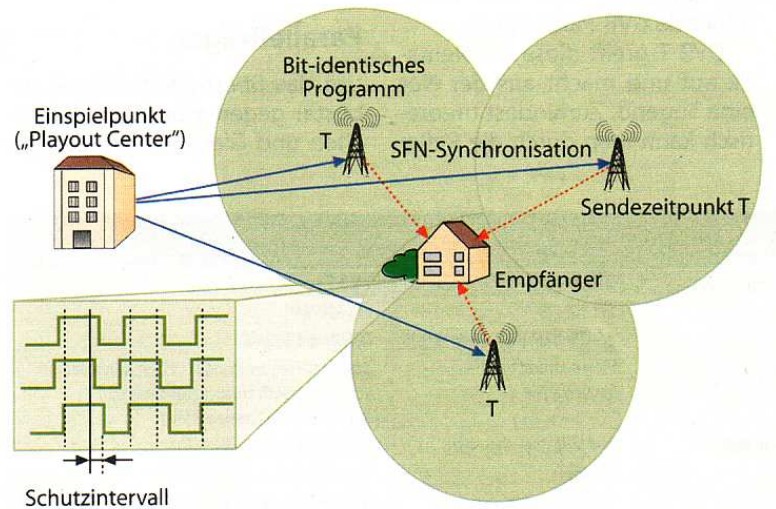 Bit-identisches
Programm
Einspielpunkt
(„Playout Center“)
T
SFN-Synchronisation
Sendezeitpunkt T
Empfänger
T
Schutzintervall